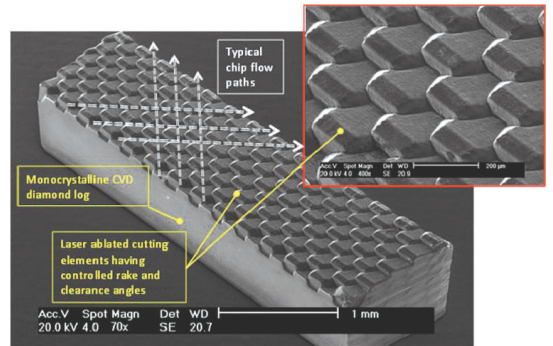 Typical
chip flow
paths
Acc.V Spot Magn Det WD
20.0 kV 4.0 400x SE 20.9
200 µm
Monocrystalline CVD
diamond log
Laser ablated cutting
elements having
controlled rake and
clearance angles
Acc.V Spot Magn Det WD
20.0 kV 4.0 70x SE 20.7
1 mm